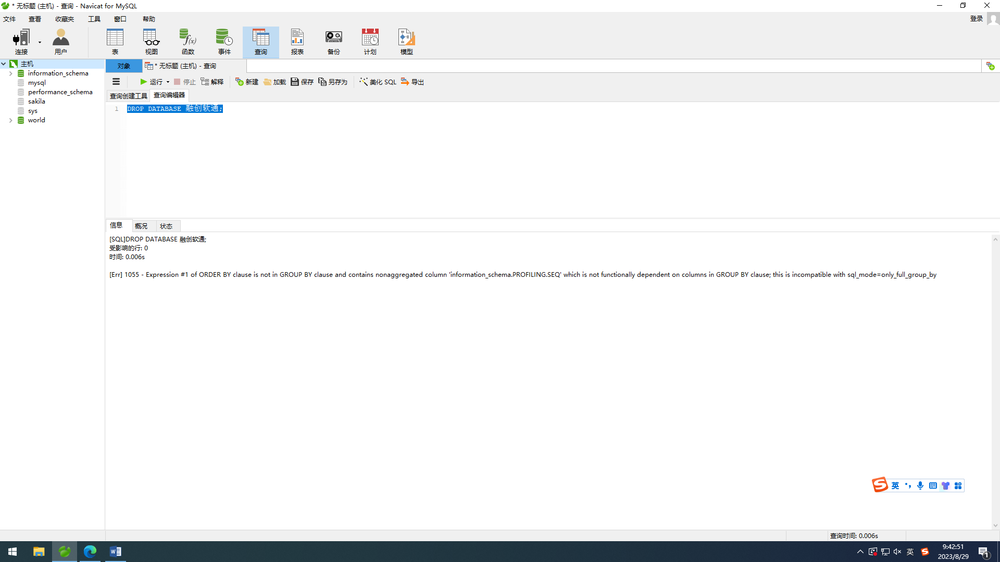 * 无标题 (主机) - 查询 - Navicat for MySQL
文件 查看 收藏夹 工具 窗口 帮助 登录
连接 用户 表 视图 函数 事件 查询 报表 备份 计划 模型
主机
information_schema
mysql
performance_schema
sakila
sys
world
对象 * 无标题 (主机) - 查询
运行 停止 解释 新建 加载 保存 另存为 美化 SQL 导出
查询创建工具 查询编辑器
1 DROP DATABASE 融创软通;
信息 概况 状态
[SQL]DROP DATABASE 融创软通;
受影响的行: 0
时间: 0.006s
[Err] 1055 - Expression #1 of ORDER BY clause is not in GROUP BY clause and contains nonaggregated column 'information_schema.PROFILING.SEQ' which is not functionally dependent on columns in GROUP BY clause; this is incompatible with sql_mode=only_full_group_by
英
查询时间: 0.006s
英
9:42:51
2023/8/29
1